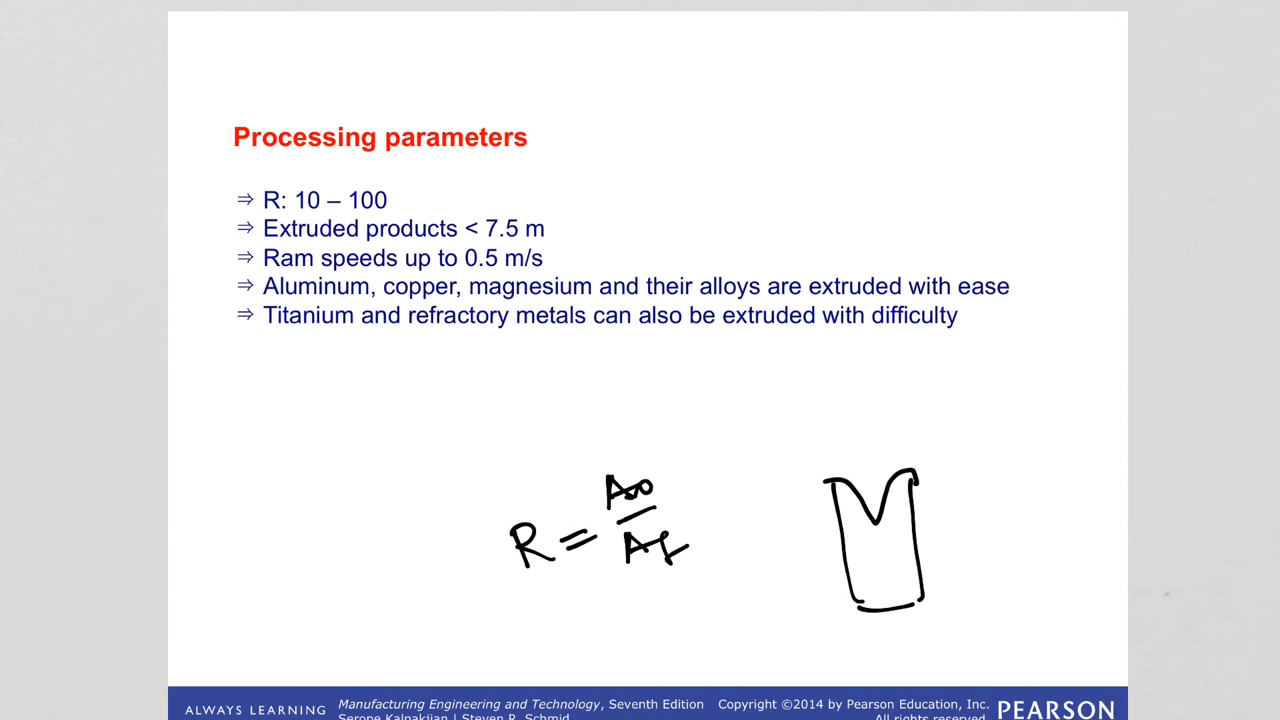 Processing parameters
⇒ R: 10 – 100
⇒ Extruded products < 7.5 m
⇒ Ram speeds up to 0.5 m/s
⇒ Aluminum, copper, magnesium and their alloys are extruded with ease
⇒ Titanium and refractory metals can also be extruded with difficulty
R = Ao / Af
ALWAYS LEARNING
Manufacturing Engineering and Technology, Seventh Edition
Serope Kalpakjian | Steven R. Schmid
Copyright ©2014 by Pearson Education, Inc.
All rights reserved.
PEARSON